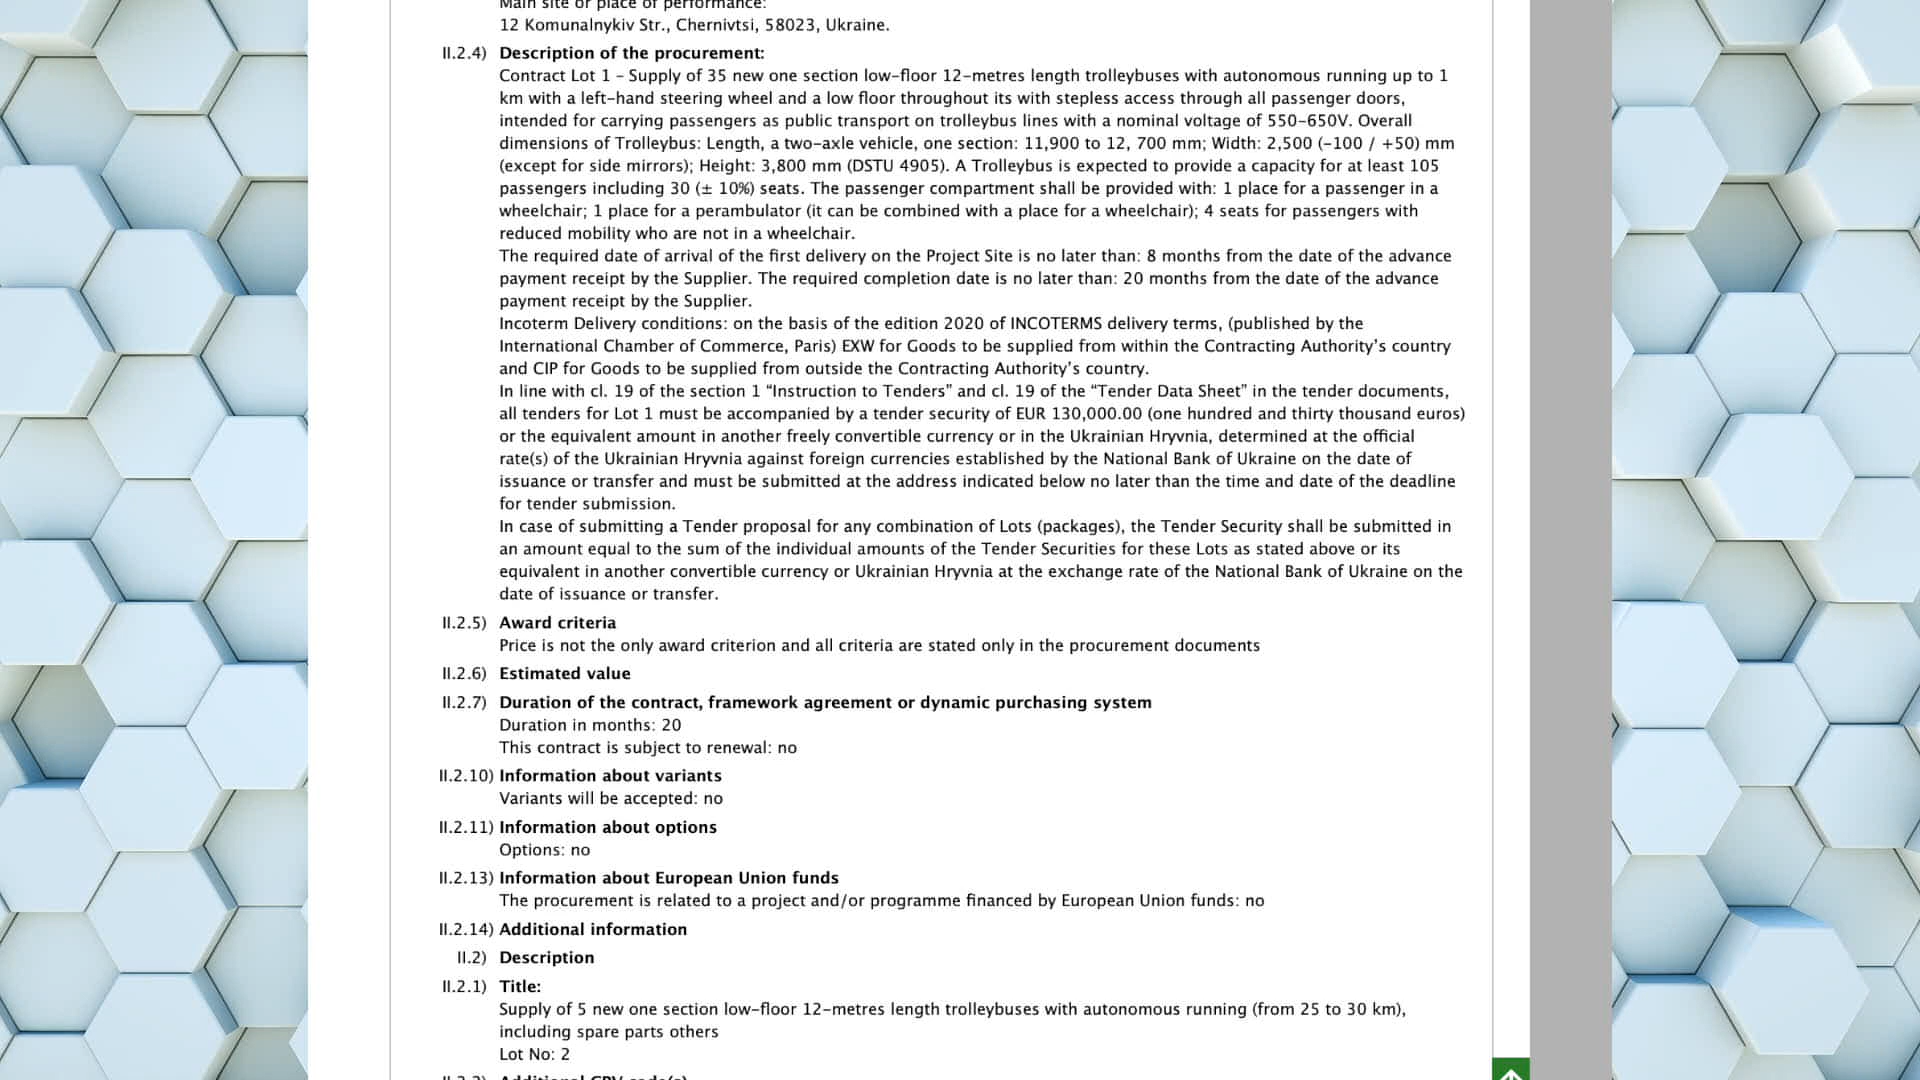 Main site or place of performance:
12 Komunalnykiv Str., Chernivtsi, 58023, Ukraine.
II.2.4) Description of the procurement:
Contract Lot 1 – Supply of 35 new one section low–floor 12–metres length trolleybuses with autonomous running up to 1
km with a left-hand steering wheel and a low floor throughout its with stepless access through all passenger doors,
intended for carrying passengers as public transport on trolleybus lines with a nominal voltage of 550–650V. Overall
dimensions of Trolleybus: Length, a two-axle vehicle, one section: 11,900 to 12, 700 mm; Width: 2,500 (–100 / +50) mm
(except for side mirrors); Height: 3,800 mm (DSTU 4905). A Trolleybus is expected to provide a capacity for at least 105
passengers including 30 (± 10%) seats. The passenger compartment shall be provided with: 1 place for a passenger in a
wheelchair; 1 place for a perambulator (it can be combined with a place for a wheelchair); 4 seats for passengers with
reduced mobility who are not in a wheelchair.
The required date of arrival of the first delivery on the Project Site is no later than: 8 months from the date of the advance
payment receipt by the Supplier. The required completion date is no later than: 20 months from the date of the advance
payment receipt by the Supplier.
Incoterm Delivery conditions: on the basis of the edition 2020 of INCOTERMS delivery terms, (published by the
International Chamber of Commerce, Paris) EXW for Goods to be supplied from within the Contracting Authority’s country
and CIP for Goods to be supplied from outside the Contracting Authority’s country.
In line with cl. 19 of the section 1 “Instruction to Tenders” and cl. 19 of the “Tender Data Sheet” in the tender documents,
all tenders for Lot 1 must be accompanied by a tender security of EUR 130,000.00 (one hundred and thirty thousand euros)
or the equivalent amount in another freely convertible currency or in the Ukrainian Hryvnia, determined at the official
rate(s) of the Ukrainian Hryvnia against foreign currencies established by the National Bank of Ukraine on the date of
issuance or transfer and must be submitted at the address indicated below no later than the time and date of the deadline
for tender submission.
In case of submitting a Tender proposal for any combination of Lots (packages), the Tender Security shall be submitted in
an amount equal to the sum of the individual amounts of the Tender Securities for these Lots as stated above or its
equivalent in another convertible currency or Ukrainian Hryvnia at the exchange rate of the National Bank of Ukraine on the
date of issuance or transfer.
II.2.5) Award criteria
Price is not the only award criterion and all criteria are stated only in the procurement documents
II.2.6) Estimated value
II.2.7) Duration of the contract, framework agreement or dynamic purchasing system
Duration in months: 20
This contract is subject to renewal: no
II.2.10) Information about variants
Variants will be accepted: no
II.2.11) Information about options
Options: no
II.2.13) Information about European Union funds
The procurement is related to a project and/or programme financed by European Union funds: no
II.2.14) Additional information
II.2) Description
II.2.1) Title:
Supply of 5 new one section low–floor 12–metres length trolleybuses with autonomous running (from 25 to 30 km),
including spare parts others
Lot No: 2
II.2.2) Additional CPV code(s)